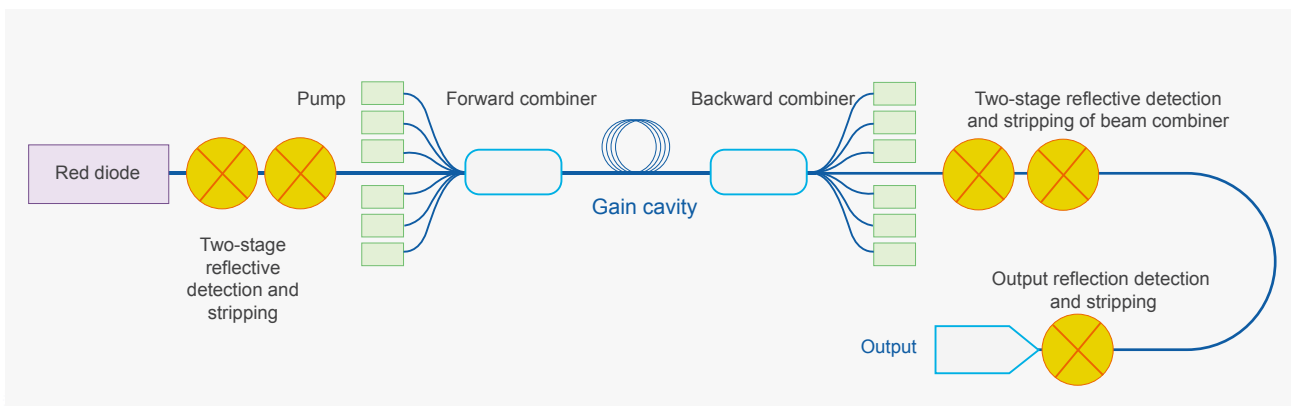 Pump
Forward combiner
Backward combiner
Two-stage reflective detection
and stripping of beam combiner
Red diode
Gain cavity
Two-stage
reflective
detection and
stripping
Output reflection detection
and stripping
Output